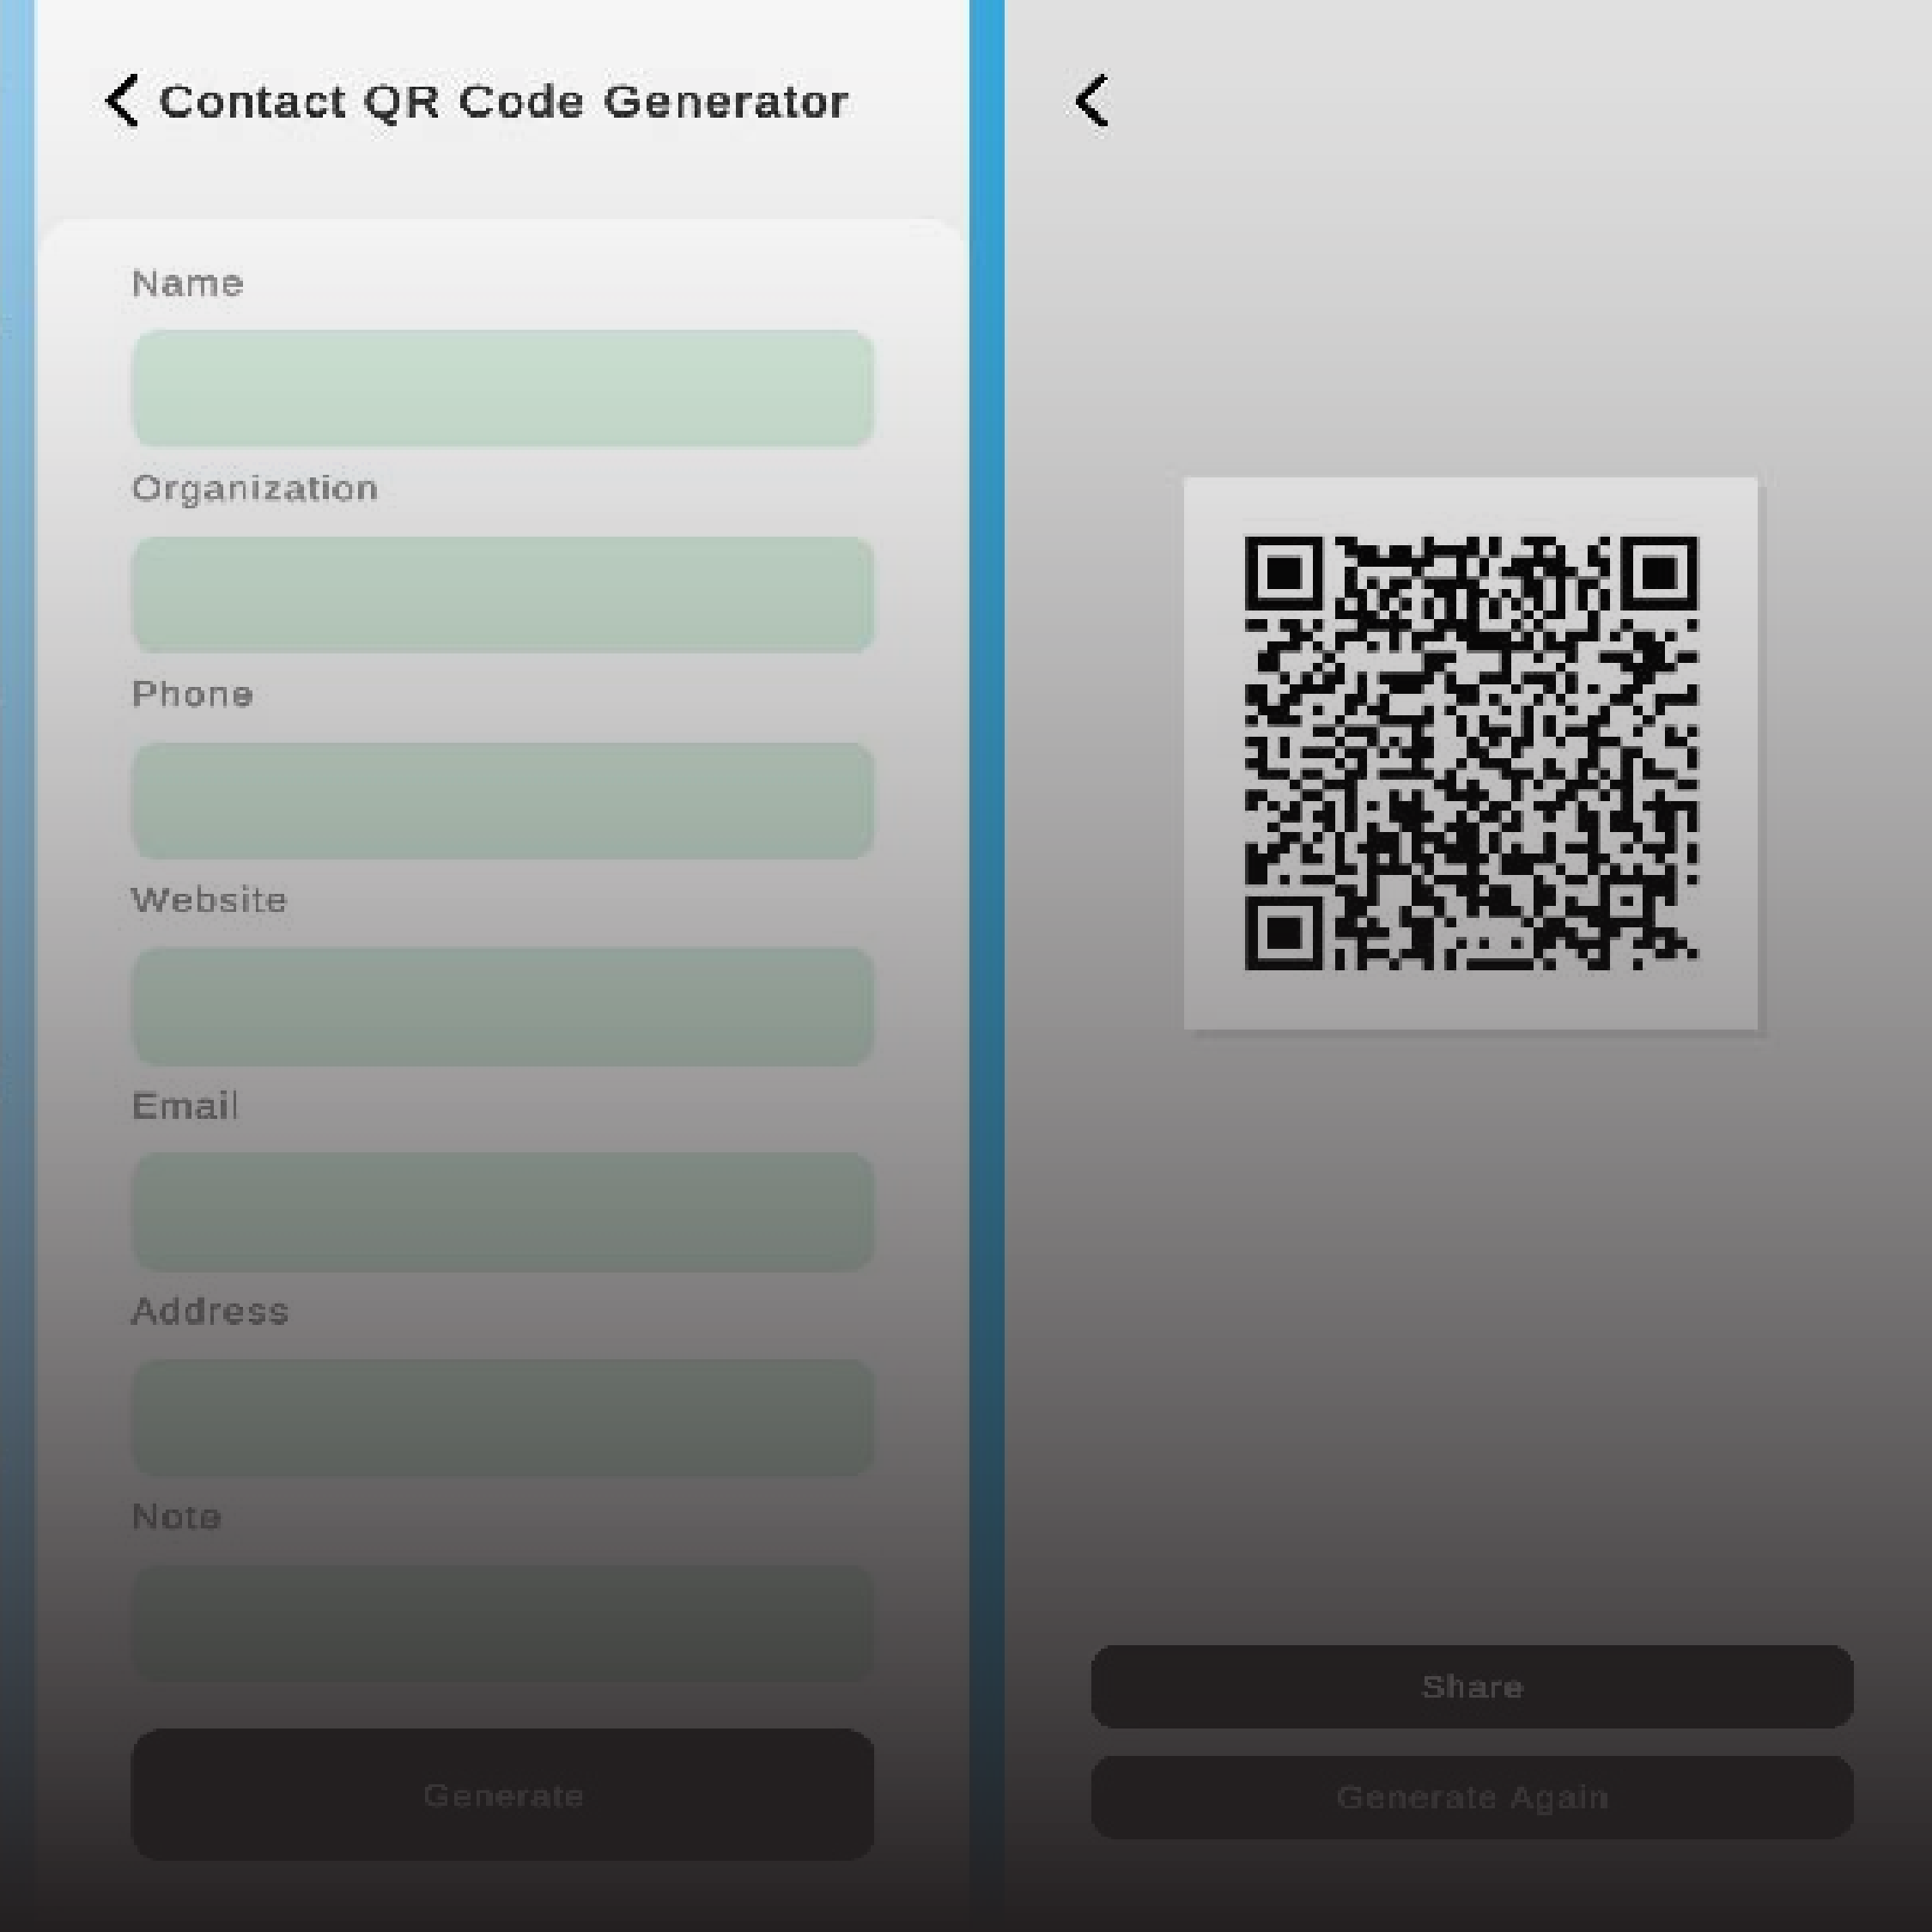 Contact QR Code Generator
Name
Organization
Phone
Website
Email
Address
Note
Generate
Share
Generate Again